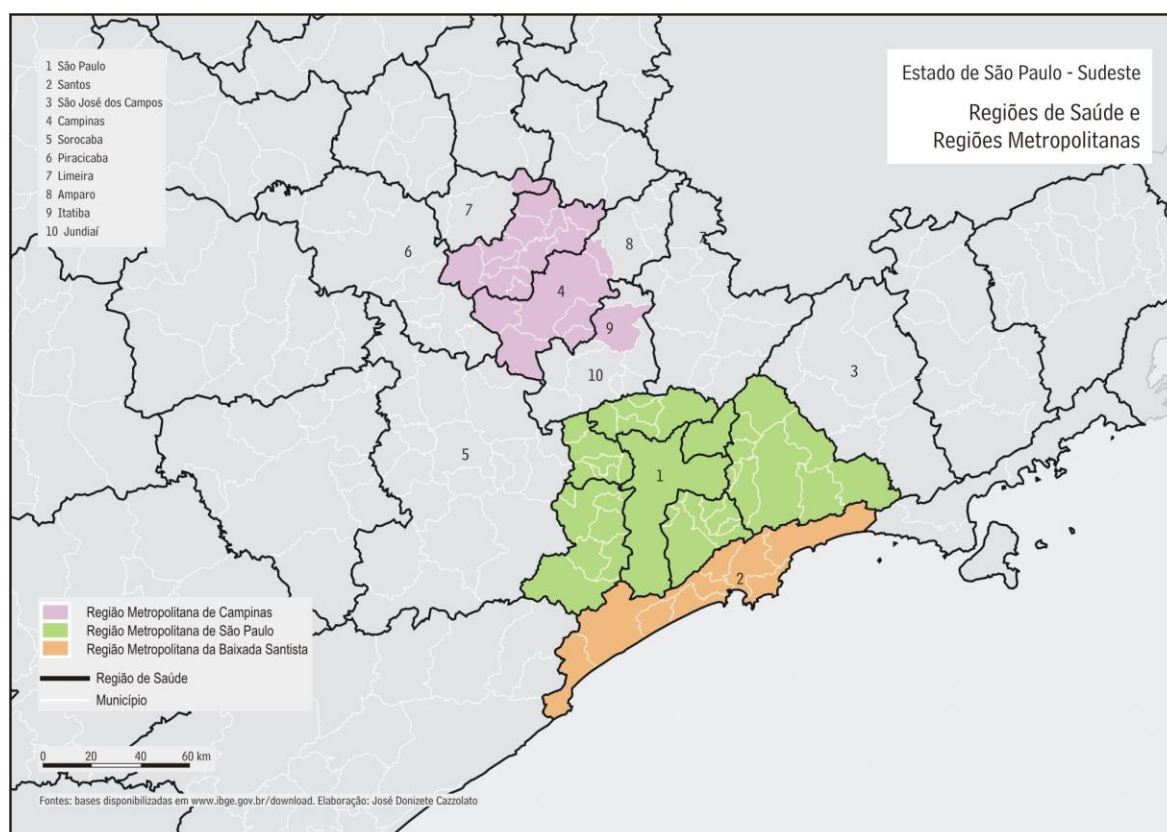 1 São Paulo
2 Santos
3 São José dos Campos
4 Campinas
5 Sorocaba
6 Piracicaba
7 Limeira
8 Amparo
9 Itatiba
10 Jundiaí
Estado de São Paulo - Sudeste
Regiões de Saúde e
Regiões Metropolitanas
7
6
8
4
9
10
3
5
1
2
Região Metropolitana de Campinas
Região Metropolitana de São Paulo
Região Metropolitana da Baixada Santista
Região de Saúde
Município
0 20 40 60 km
Fontes: bases disponibilizadas em www.ibge.gov.br/download. Elaboração: José Donizete Cazzolato